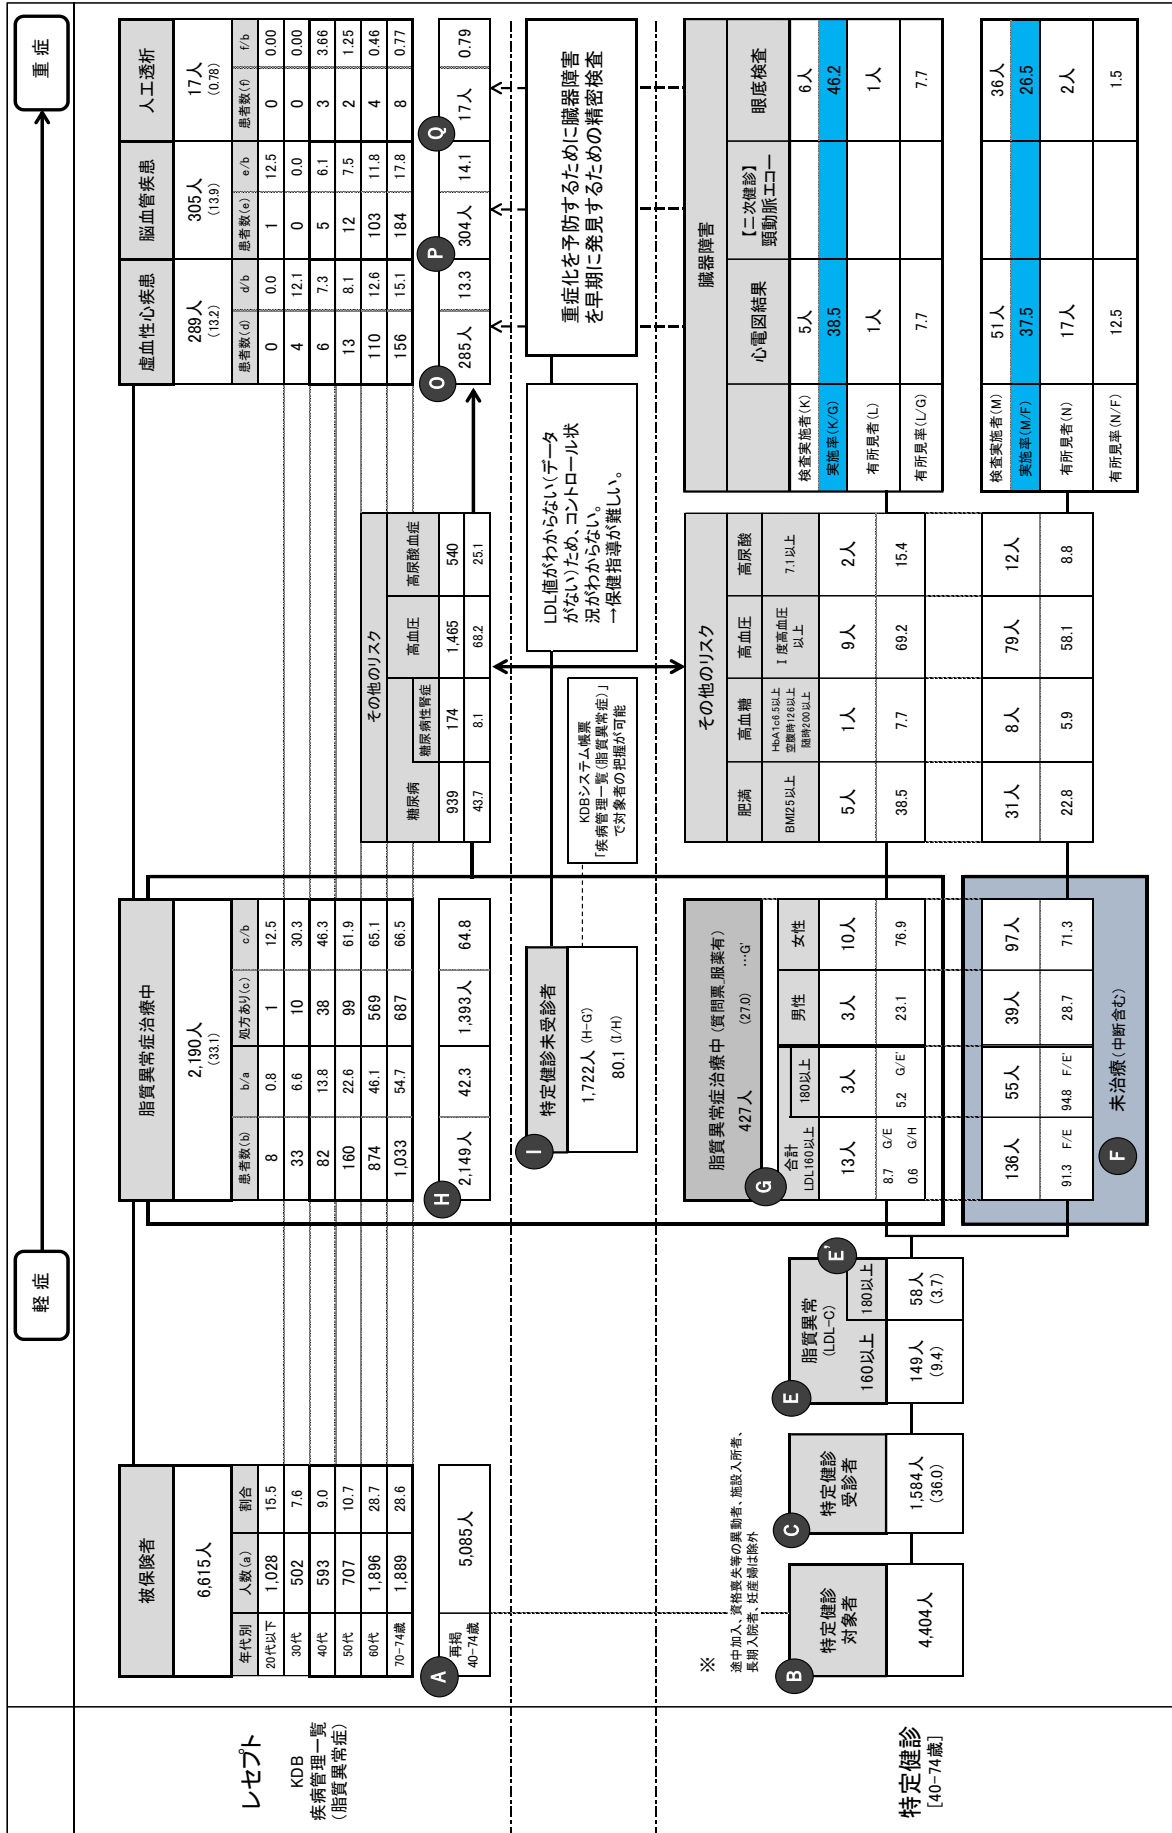 軽症
重症
レセプト
KDB
疾病管理一覧
(脂質異常症)
被保険者
6,615人
年代別 人数(a) 割合
20代以下 1,028 15.5
30代 502 7.6
40代 593 9.0
50代 707 10.7
60代 1,896 28.7
70-74歳 1,889 28.6
A
再掲
40-74歳
5,085人
脂質異常症治療中
2,190人
(33.1)
患者数(b) b/a 処方あり(c) c/b
8 0.8 1 12.5
33 6.6 10 30.3
82 13.8 38 46.3
160 22.6 99 61.9
874 46.1 569 65.1
1,033 54.7 687 66.5
H
2,149人 42.3 1,393人 64.8
その他のリスク
糖尿病 糖尿病性腎症 高血圧 高尿酸血症
939 174 1,465 540
43.7 8.1 68.2 25.1
虚血性心疾患 脳血管疾患 人工透析
289人 305人 17人
(13.2) (13.9) (0.78)
患者数(d) d/b 患者数(e) e/b 患者数(f) f/b
0 0.0 1 12.5 0 0.00
4 12.1 0 0.0 0 0.00
6 7.3 5 6.1 3 3.66
13 8.1 12 7.5 2 1.25
110 12.6 103 11.8 4 0.46
156 15.1 184 17.8 8 0.77
O P Q
285人 13.3 304人 14.1 17人 0.79
I
特定健診未受診者
1,722人 (H-G')
80.1 (I/H)
KDBシステム帳票
「疾病管理一覧(脂質異常症)」
で対象者の把握が可能
LDL値がわからない(データ
がない)ため、コントロール状
況がわからない。
→保健指導が難しい。
重症化を予防するために臓器障害
を早期に発見するための精密検査
特定健診
[40-74歳]
※
途中加入、資格喪失等の異動者、施設入所者、
長期入院者、妊産婦は除外
B
特定健診
対象者
4,404人
C
特定健診
受診者
1,584人
(36.0)
E
脂質異常
(LDL-C)
E'
160以上 180以上
149人 58人
(9.4) (3.7)
G
脂質異常症治療中(質問票_服薬有)
427人 (27.0) …G'
合計
LDL160以上 180以上 男性 女性
13人 3人 3人 10人
8.7 G/E 5.2 G/E' 23.1 76.9
0.6 G/H
136人 55人 39人 97人
91.3 F/E 94.8 F/E' 28.7 71.3
F
未治療(中断含む)
その他のリスク
肥満 高血糖 高血圧 高尿酸
BMI25以上
HbA1c6.5以上
空腹時126以上
随時200以上
Ⅰ度高血圧
以上
7.1以上
5人 1人 9人 2人
38.5 7.7 69.2 15.4
31人 8人 79人 12人
22.8 5.9 58.1 8.8
臓器障害
心電図結果
【二次健診】
頸動脈エコー
眼底検査
検査実施者(K) 5人 6人
実施率(K/G) 38.5 46.2
有所見者(L) 1人 1人
有所見率(L/G) 7.7 7.7
検査実施者(M) 51人 36人
実施率(M/F) 37.5 26.5
有所見者(N) 17人 2人
有所見率(N/F) 12.5 1.5